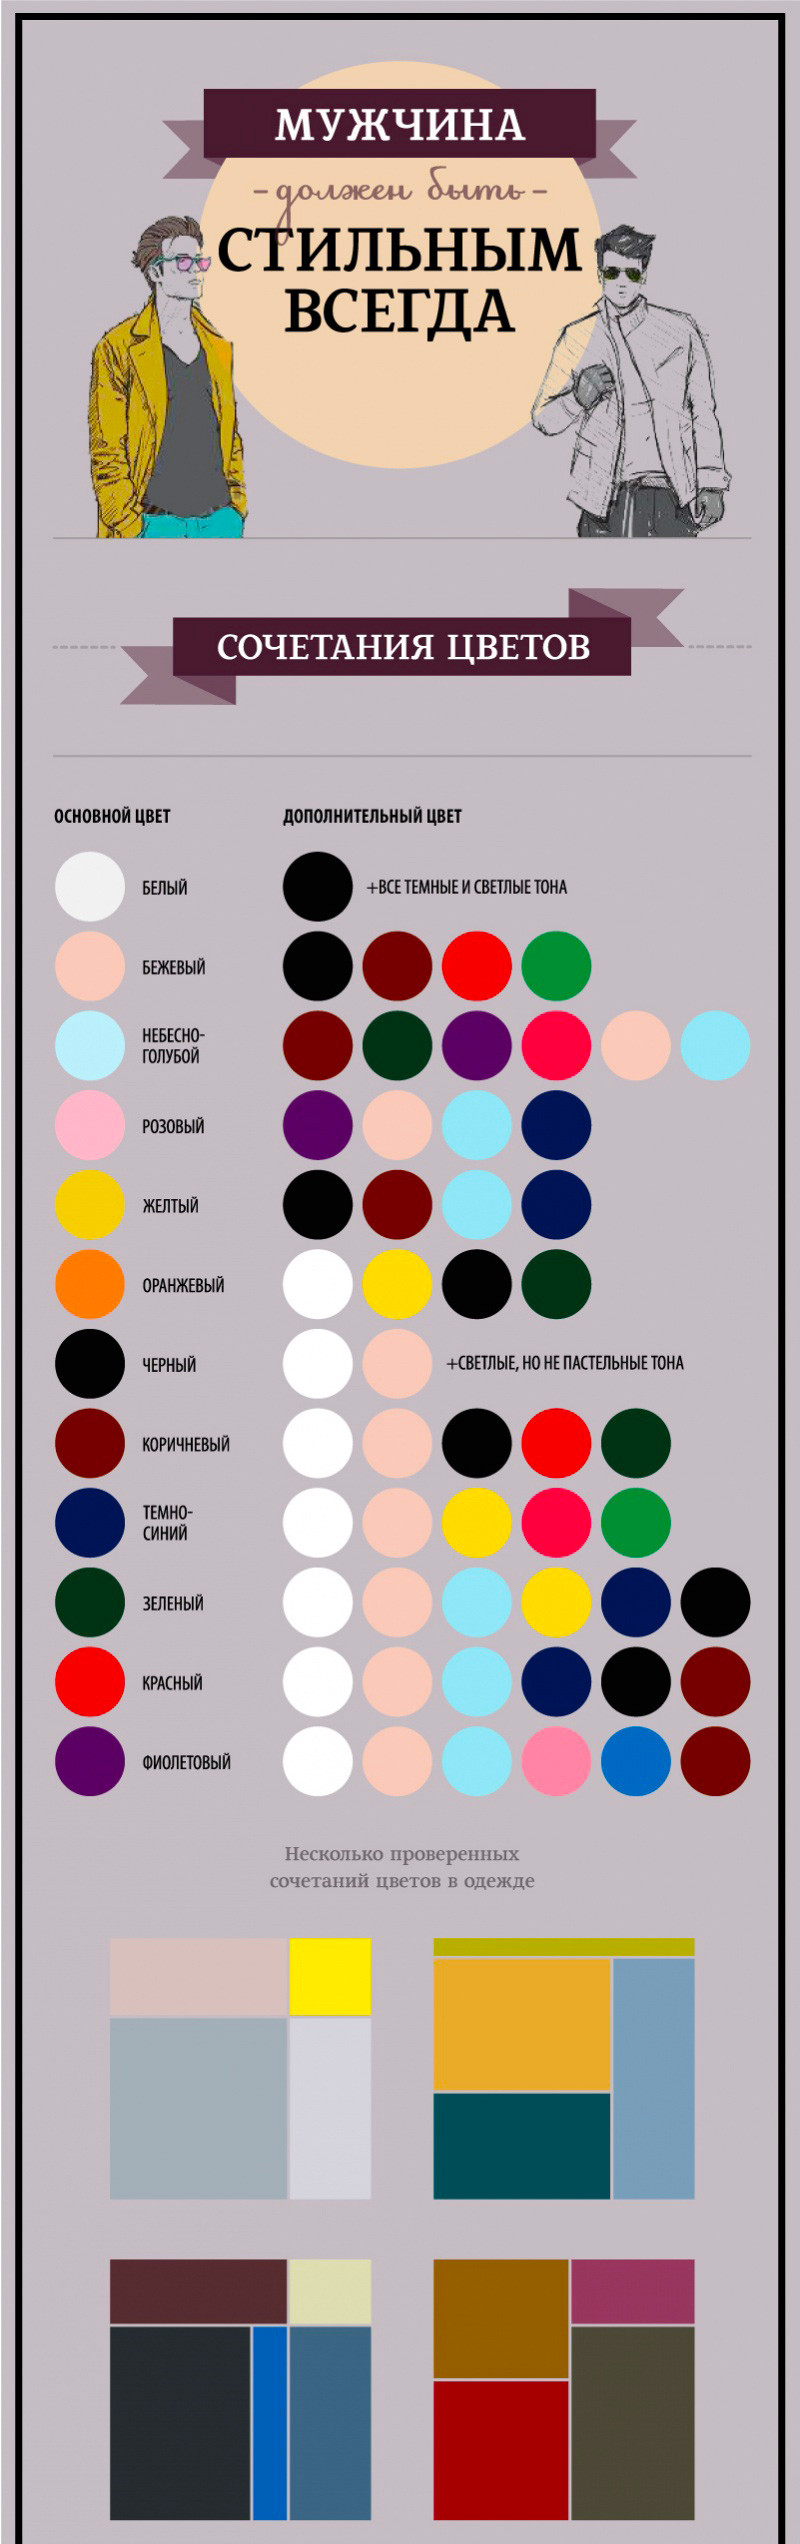 МУЖЧИНА
-должен быть-
СТИЛЬНЫМ
ВСЕГДА
СОЧЕТАНИЯ ЦВЕТОВ
ОСНОВНОЙ ЦВЕТ
ДОПОЛНИТЕЛЬНЫЙ ЦВЕТ
БЕЛЫЙ
+ВСЕ ТЕМНЫЕ И СВЕТЛЫЕ ТОНА
БЕЖЕВЫЙ
НЕБЕСНО-
ГОЛУБОЙ
РОЗОВЫЙ
ЖЕЛТЫЙ
ОРАНЖЕВЫЙ
ЧЕРНЫЙ
+СВЕТЛЫЕ, НО НЕ ПАСТЕЛЬНЫЕ ТОНА
КОРИЧНЕВЫЙ
ТЕМНО-
СИНИЙ
ЗЕЛЕНЫЙ
КРАСНЫЙ
ФИОЛЕТОВЫЙ
Несколько проверенных
сочетаний цветов в одежде